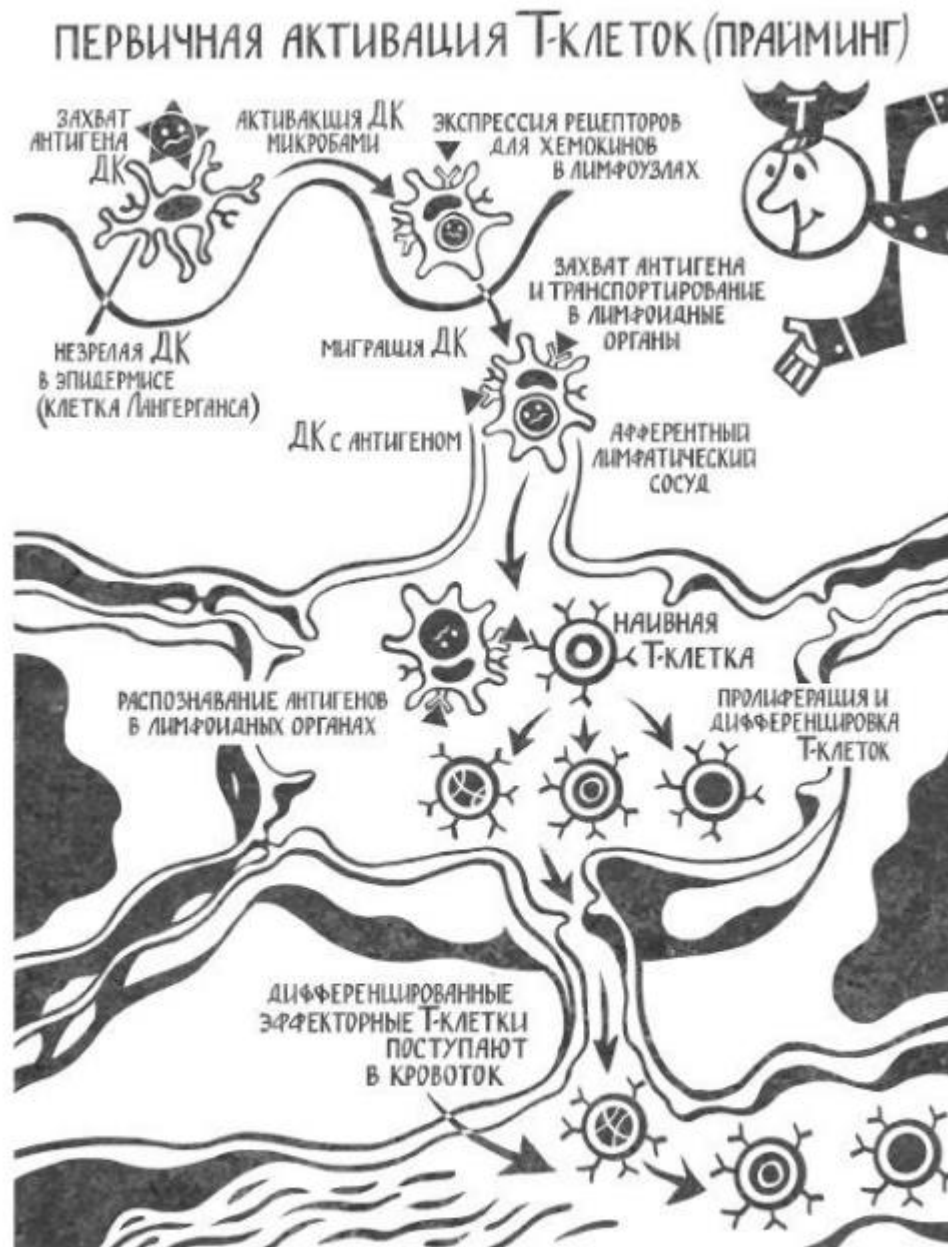 ПЕРВИЧНАЯ АКТИВАЦИЯ Т-КЛЕТОК (ПРАЙМИНГ)
ЗАХВАТ
АНТИГЕНА
ДК
АКТИВАКЦИЯ ДК
МИКРОБАМИ
ЭКСПРЕССИЯ РЕЦЕПТОРОВ
ДЛЯ ХЕМОКИНОВ
В ЛИМФОУЗЛАХ
Т
НЕЗРЕЛАЯ ДК
В ЭПИДЕРМИСЕ
(КЛЕТКА ЛАНГЕРГАНСА)
МИГРАЦИЯ ДК
ЗАХВАТ АНТИГЕНА
И ТРАНСПОРТИРОВАНИЕ
В ЛИМФОИДНЫЕ
ОРГАНЫ
ДК С АНТИГЕНОМ
АФФЕРЕНТНЫЙ
ЛИМФАТИЧЕСКИЙ
СОСУД
НАИВНАЯ
Т-КЛЕТКА
РАСПОЗНАВАНИЕ АНТИГЕНОВ
В ЛИМФОИДНЫХ ОРГАНАХ
ПРОЛИФЕРАЦИЯ И
ДИФФЕРЕНЦИРОВКА
Т-КЛЕТОК
ДИФФЕРЕНЦИРОВАННЫЕ
ЭФФЕКТОРНЫЕ Т-КЛЕТКИ
ПОСТУПАЮТ
В КРОВОТОК